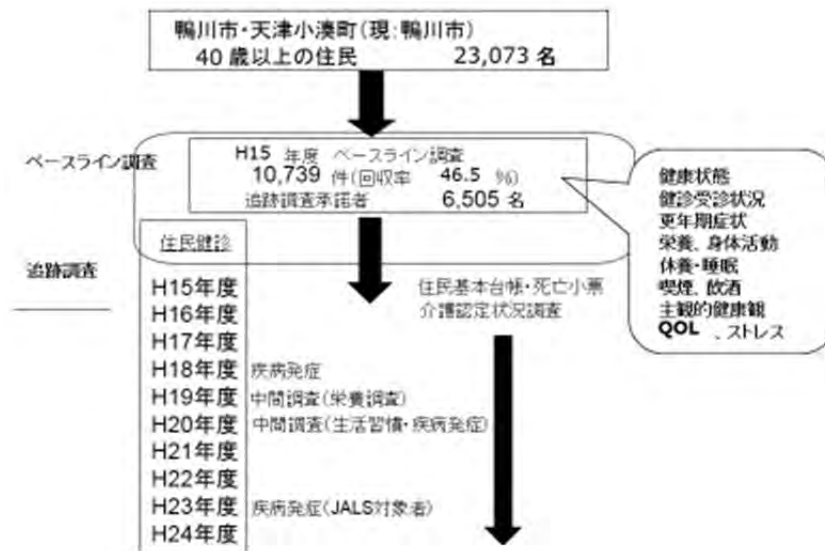 鴨川市・天津小湊町(現:鴨川市)
40 歳以上の住民 23,073 名
ベースライン調査
H15 年度 ベースライン調査
10,739 件(回収率 46.5 %)
追跡調査承諾者 6,505 名
健康状態
健診受診状況
更年期症状
栄養、身体活動
休養・睡眠
喫煙、飲酒
主観的健康観
QOL 、ストレス
追跡調査
住民健診
住民基本台帳・死亡小票
介護認定状況調査
H15年度
H16年度
H17年度
H18年度 疾病発症
H19年度 中間調査(栄養調査)
H20年度 中間調査(生活習慣・疾病発症)
H21年度
H22年度
H23年度 疾病発症(JALS対象者)
H24年度